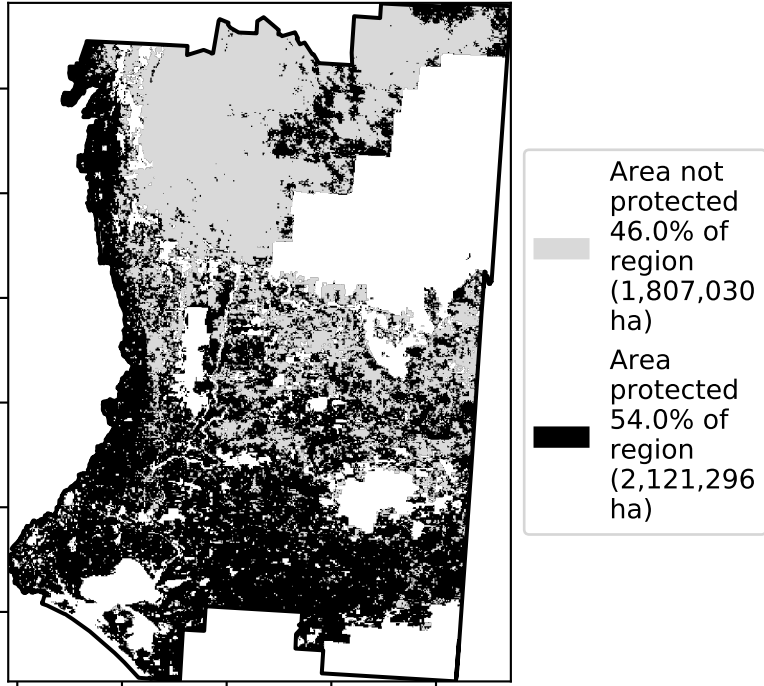 Area not
protected
46.0% of
region
(1,807,030
ha)
Area
protected
54.0% of
region
(2,121,296
ha)